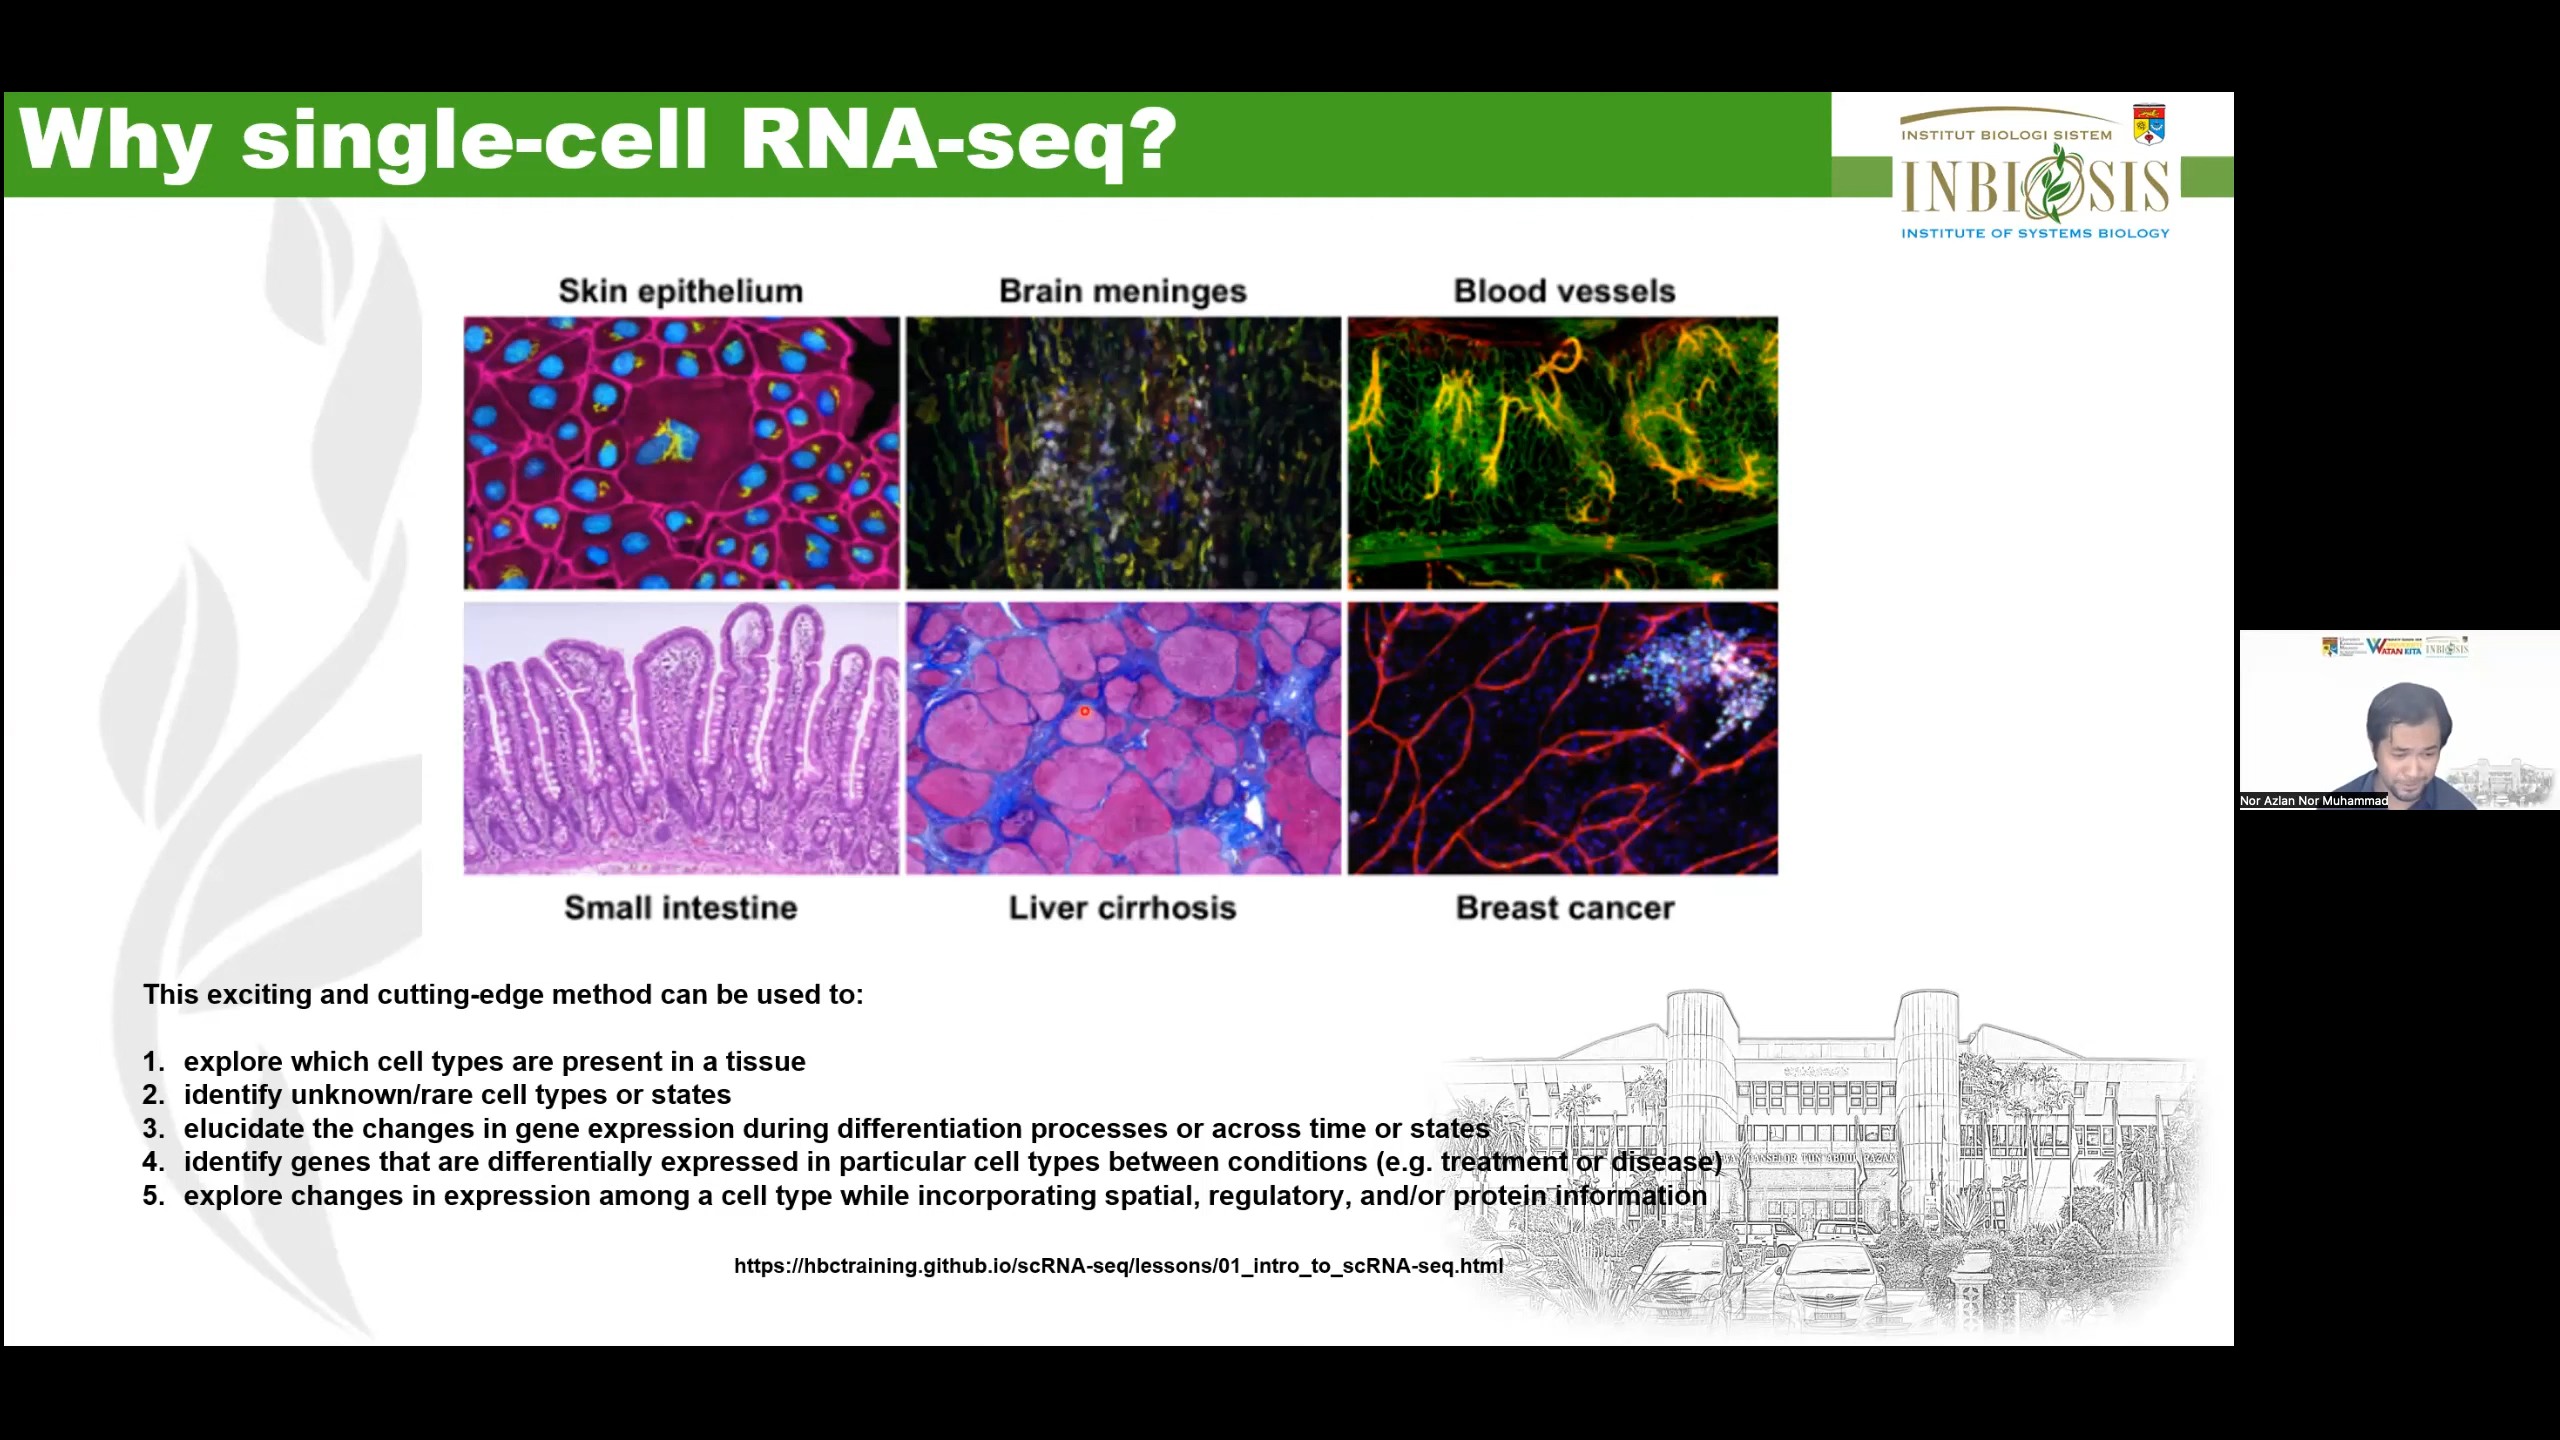 Why single-cell RNA-seq?
INSTITUT BIOLOGI SISTEM
INBIOSIS
INSTITUTE OF SYSTEMS BIOLOGY
Skin epithelium
Brain meninges
Blood vessels
Small intestine
Liver cirrhosis
Breast cancer
This exciting and cutting-edge method can be used to:
1. explore which cell types are present in a tissue
2. identify unknown/rare cell types or states
3. elucidate the changes in gene expression during differentiation processes or across time or states
4. identify genes that are differentially expressed in particular cell types between conditions (e.g. treatment or disease)
5. explore changes in expression among a cell type while incorporating spatial, regulatory, and/or protein information
https://hbctraining.github.io/scRNA-seq/lessons/01_intro_to_scRNA-seq.html
WATAN KITA
INBIOSIS
Nor Azlan Nor Muhammad